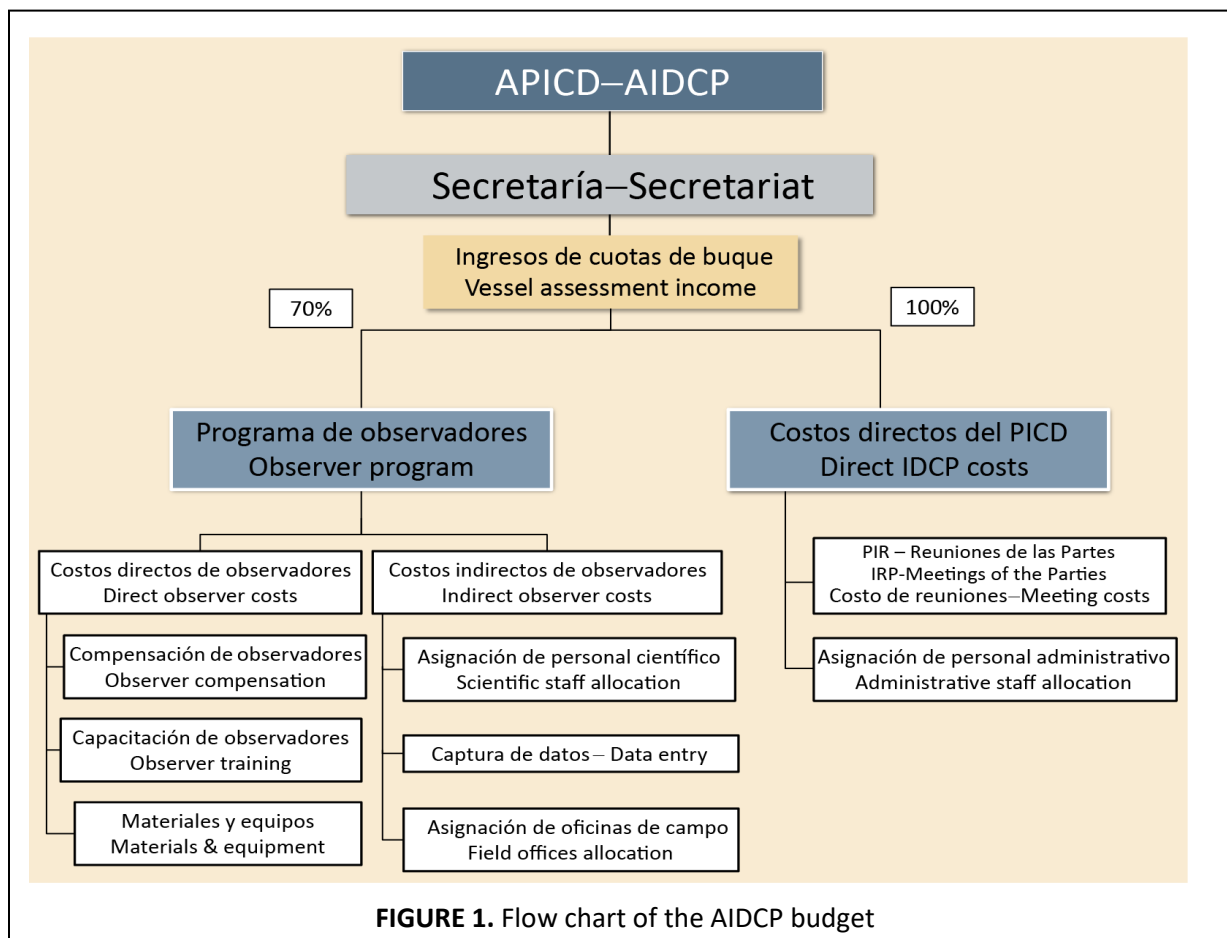 APICD–AIDCP
Secretaría–Secretariat
Ingresos de cuotas de buque
Vessel assessment income
70%
100%
Programa de observadores
Observer program
Costos directos del PICD
Direct IDCP costs
Costos directos de observadores
Direct observer costs
Costos indirectos de observadores
Indirect observer costs
PIR – Reuniones de las Partes
IRP-Meetings of the Parties
Costo de reuniones–Meeting costs
Compensación de observadores
Observer compensation
Asignación de personal científico
Scientific staff allocation
Asignación de personal administrativo
Administrative staff allocation
Capacitación de observadores
Observer training
Captura de datos – Data entry
Materiales y equipos
Materials & equipment
Asignación de oficinas de campo
Field offices allocation
FIGURE 1. Flow chart of the AIDCP budget